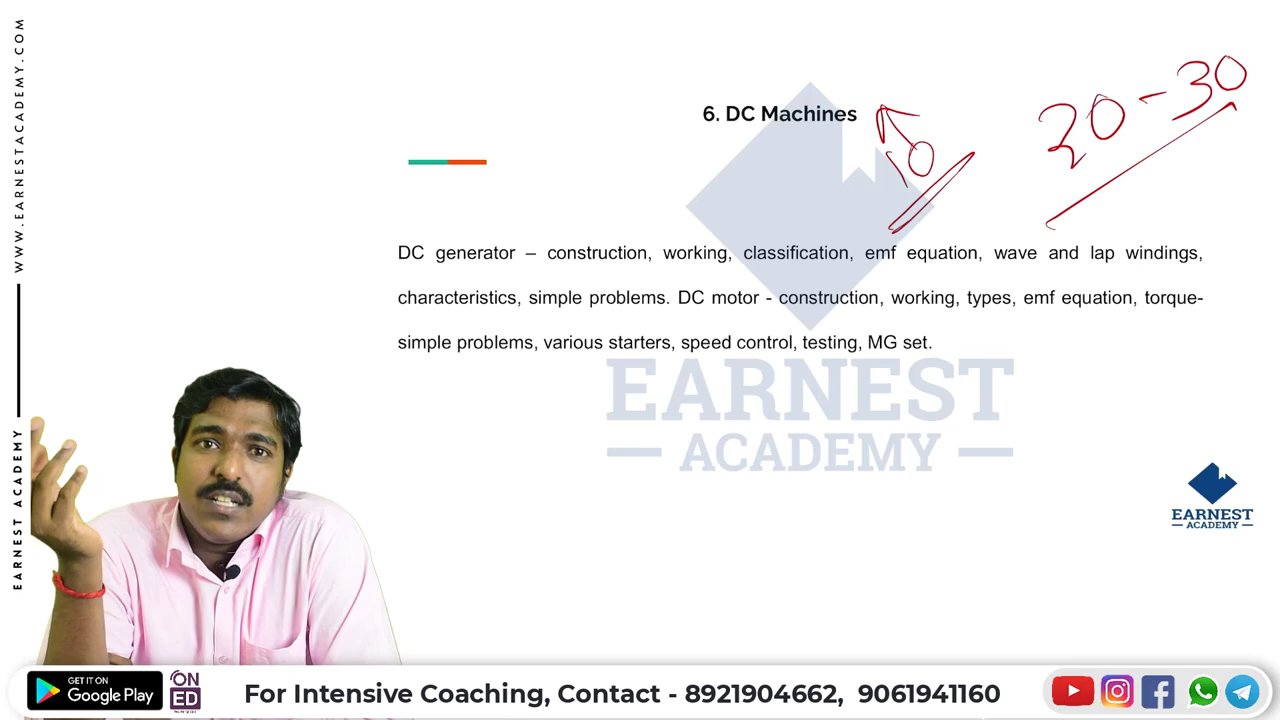 WWW.EARNESTACADEMY.COM
EARNEST ACADEMY
6. DC Machines
10
20-30
DC generator – construction, working, classification, emf equation, wave and lap windings,
characteristics, simple problems. DC motor - construction, working, types, emf equation, torque-
simple problems, various starters, speed control, testing, MG set.
EARNEST
ACADEMY
EARNEST
ACADEMY
GET IT ON
Google Play
ON
ED
For Intensive Coaching, Contact - 8921904662, 9061941160